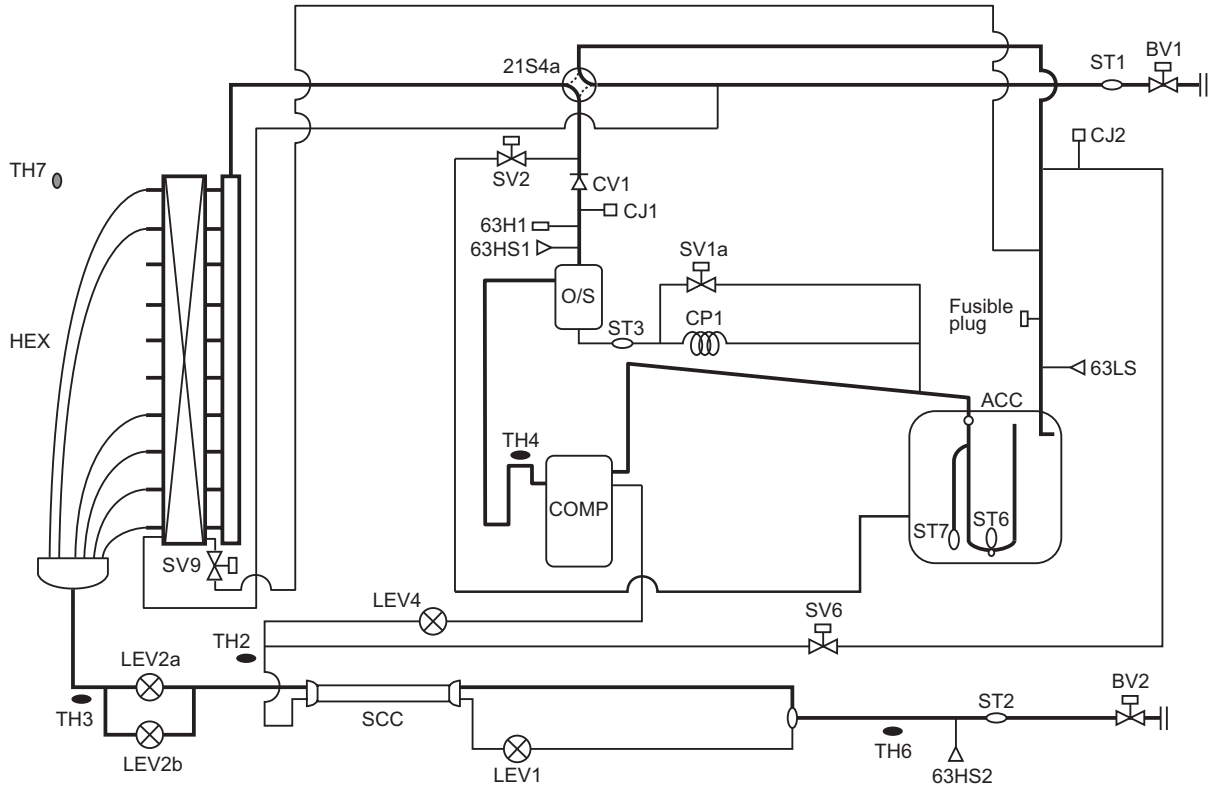 21S4a
ST1
BV1
CJ2
TH7
SV2
CV1
CJ1
63H1
63HS1
SV1a
O/S
ST3
CP1
Fusible
plug
HEX
63LS
ACC
TH4
COMP
ST7
ST6
SV9
LEV4
SV6
TH2
LEV2a
BV2
TH3
SCC
ST2
LEV2b
LEV1
TH6
63HS2